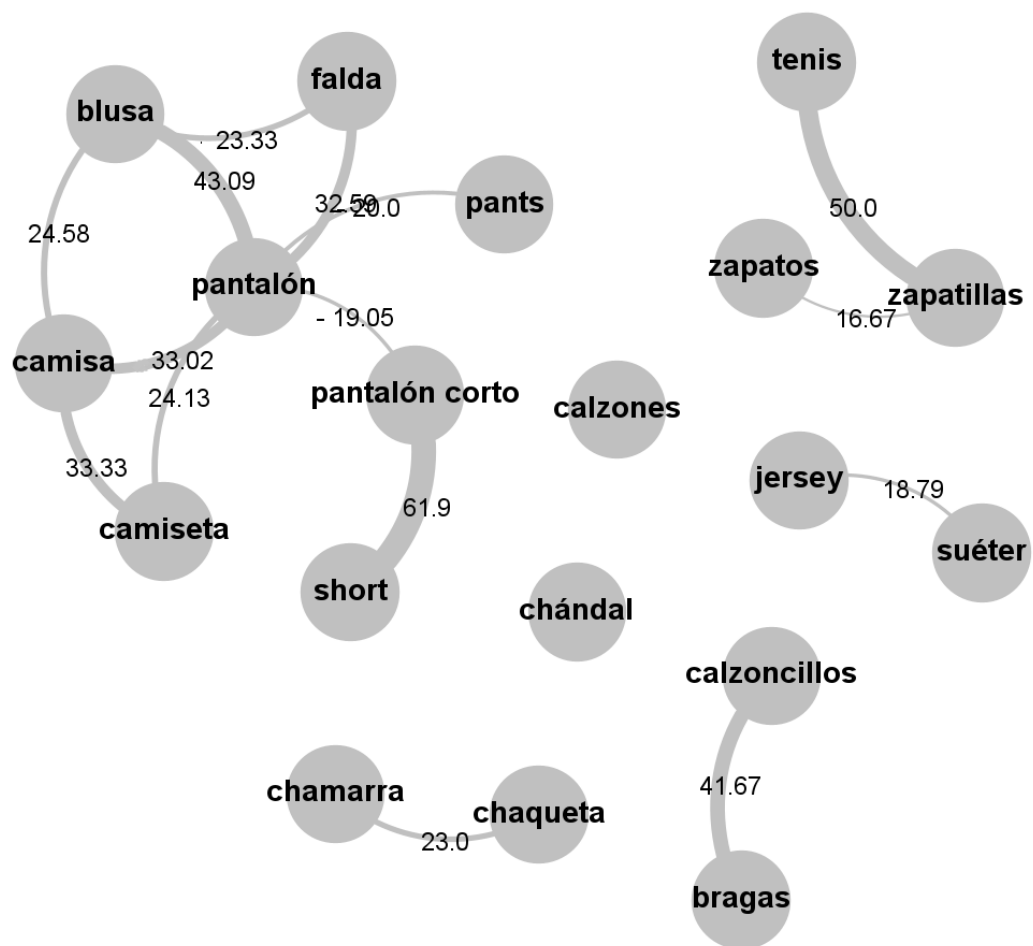 tenis
falda
blusa
- 23.33
43.09
pants
32.59
-20.0
50.0
24.58
zapatos
pantalón
zapatillas
- 19.05
16.67
camisa
33.02
pantalón corto
24.13
calzones
33.33
jersey
18.79
61.9
camiseta
suéter
short
chándal
calzoncillos
41.67
chamarra
chaqueta
23.0
bragas